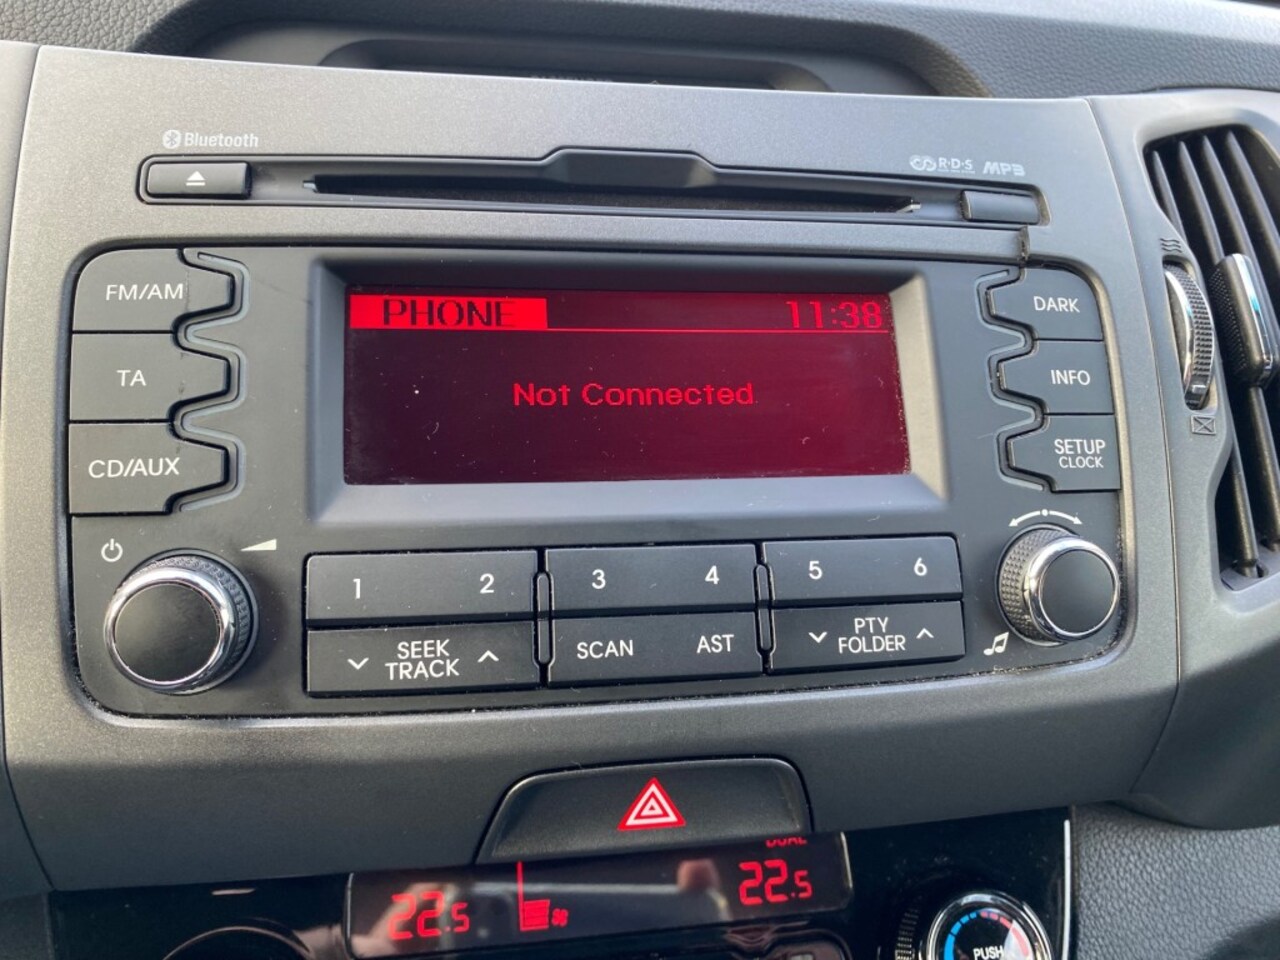 Bluetooth
R·D·S MP3
FM/AM
TA
CD/AUX
PHONE 11:38
Not Connected
DARK
INFO
SETUP
CLOCK
1 2 3 4 5 6
SEEK
TRACK
SCAN AST
PTY
FOLDER
DUAL
22.5 22.5
PUSH